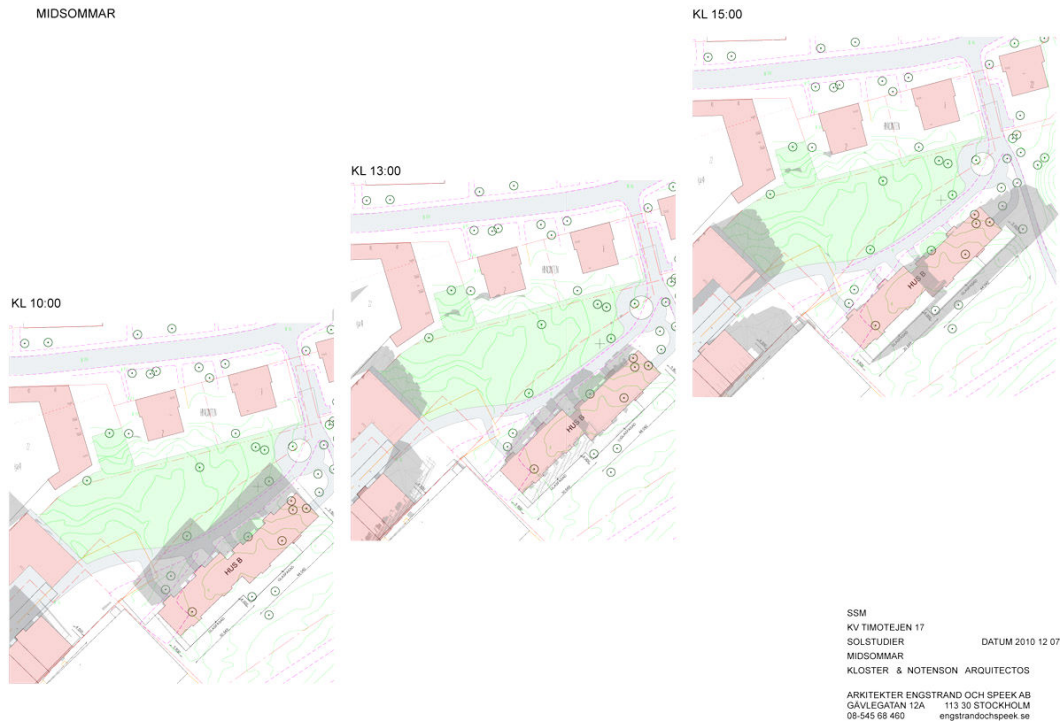 MIDSOMMAR
KL 15:00
KL 13:00
KL 10:00
HUS B
HUS B
HUS B
SSM
KV TIMOTEJEN 17
SOLSTUDIER DATUM 2010 12 07
MIDSOMMAR
KLOSTER & NOTENSON ARQUITECTOS
ARKITEKTER ENGSTRAND OCH SPEEK AB
GÄVLEGATAN 12A 113 30 STOCKHOLM
08-545 68 460 engstrandochspeek.se